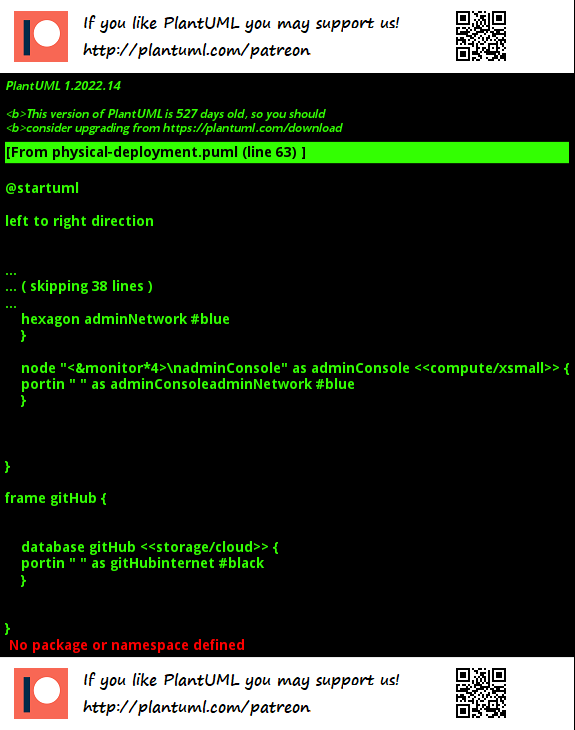 If you like PlantUML you may support us!
http://plantuml.com/patreon
PlantUML 1.2022.14
<b>This version of PlantUML is 527 days old, so you should
<b>consider upgrading from https://plantuml.com/download
[From physical-deployment.puml (line 63) ]
@startuml
left to right direction
...
... ( skipping 38 lines )
...
hexagon adminNetwork #blue
}
node "<&monitor*4>\nadminConsole" as adminConsole <<compute/xsmall>> {
portin " " as adminConsoleadminNetwork #blue
}
}
frame gitHub {
database gitHub <<storage/cloud>> {
portin " " as gitHubinternet #black
}
}
No package or namespace defined
If you like PlantUML you may support us!
http://plantuml.com/patreon